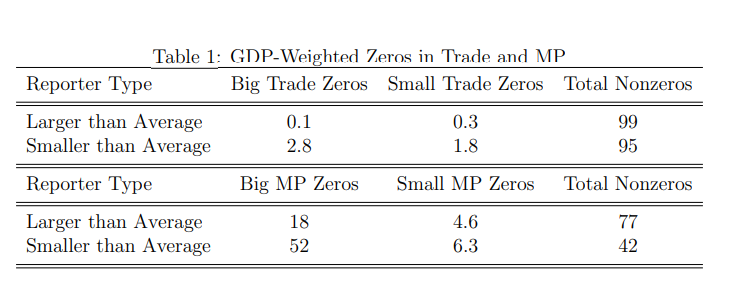 Table 1: GDP-Weighted Zeros in Trade and MP
Reporter Type Big Trade Zeros Small Trade Zeros Total Nonzeros
Larger than Average 0.1 0.3 99
Smaller than Average 2.8 1.8 95
Reporter Type Big MP Zeros Small MP Zeros Total Nonzeros
Larger than Average 18 4.6 77
Smaller than Average 52 6.3 42